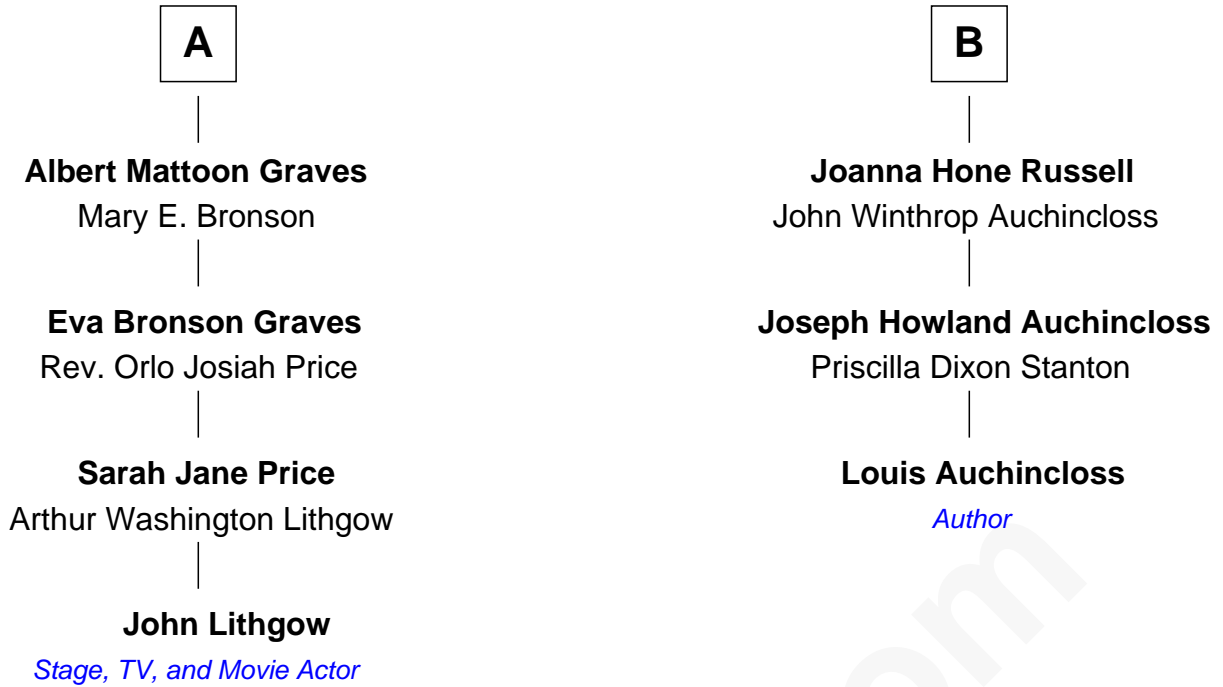 A
Albert Mattoon Graves
Mary E. Bronson
Eva Bronson Graves
Rev. Orlo Josiah Price
Sarah Jane Price
Arthur Washington Lithgow
John Lithgow
Stage, TV, and Movie Actor
B
Joanna Hone Russell
John Winthrop Auchincloss
Joseph Howland Auchincloss
Priscilla Dixon Stanton
Louis Auchincloss
Author
om